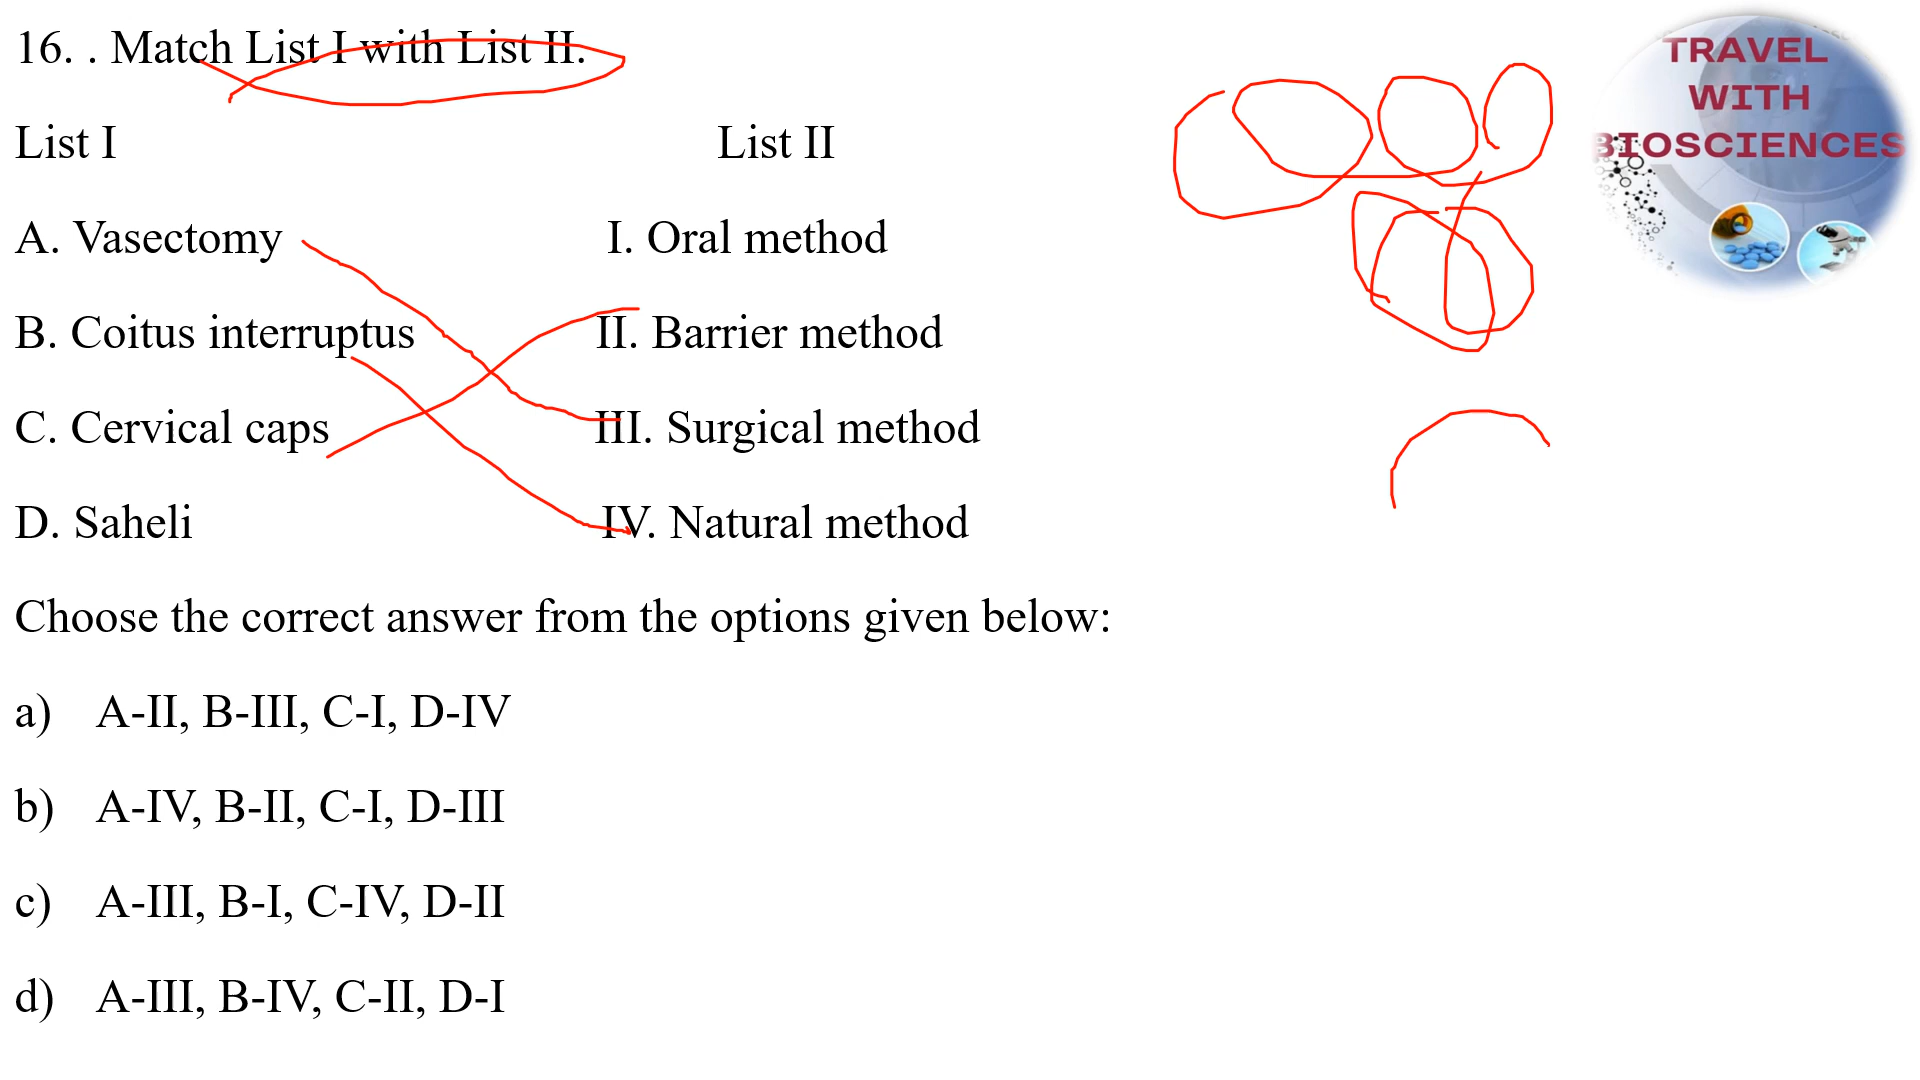 16. . Match List I with List II.
TRAVEL
WITH
BIOSCIENCES
List I List II
A. Vasectomy I. Oral method
B. Coitus interruptus II. Barrier method
C. Cervical caps III. Surgical method
D. Saheli IV. Natural method
Choose the correct answer from the options given below:
a) A-II, B-III, C-I, D-IV
b) A-IV, B-II, C-I, D-III
c) A-III, B-I, C-IV, D-II
d) A-III, B-IV, C-II, D-I